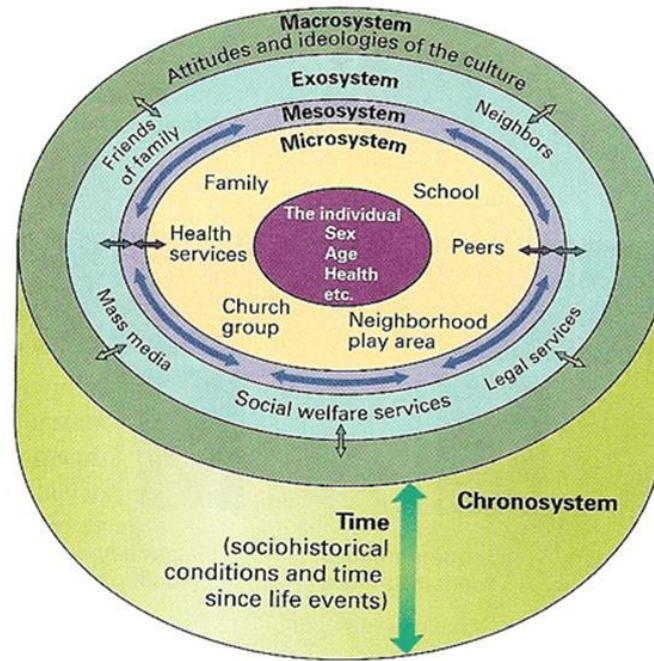 Macrosystem
Attitudes and ideologies of the culture
Exosystem
Mesosystem
Microsystem
Friends
of family
Neighbors
Family
School
The individual
Sex
Age
Health
etc.
Health
services
Peers
Church
group
Neighborhood
play area
Mass media
Legal services
Social welfare services
Chronosystem
Time
(sociohistorical
conditions and time
since life events)